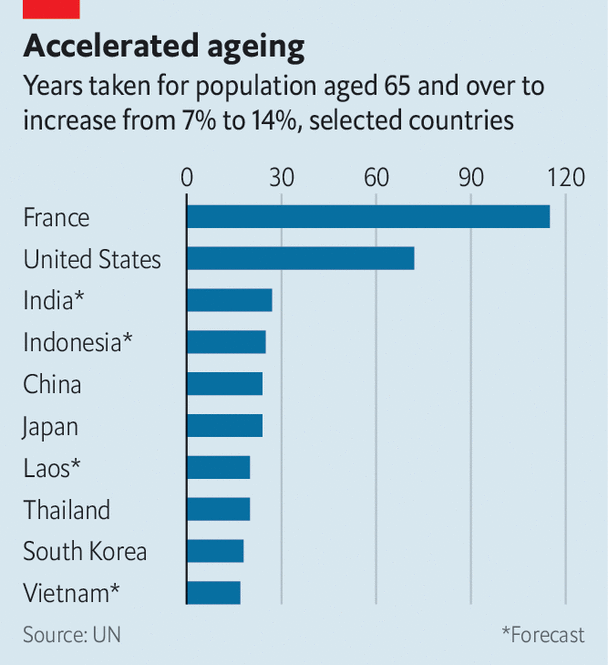 Accelerated ageing
Years taken for population aged 65 and over to
increase from 7% to 14%, selected countries
0 30 60 90 120
France
United States
India*
Indonesia*
China
Japan
Laos*
Thailand
South Korea
Vietnam*
Source: UN *Forecast